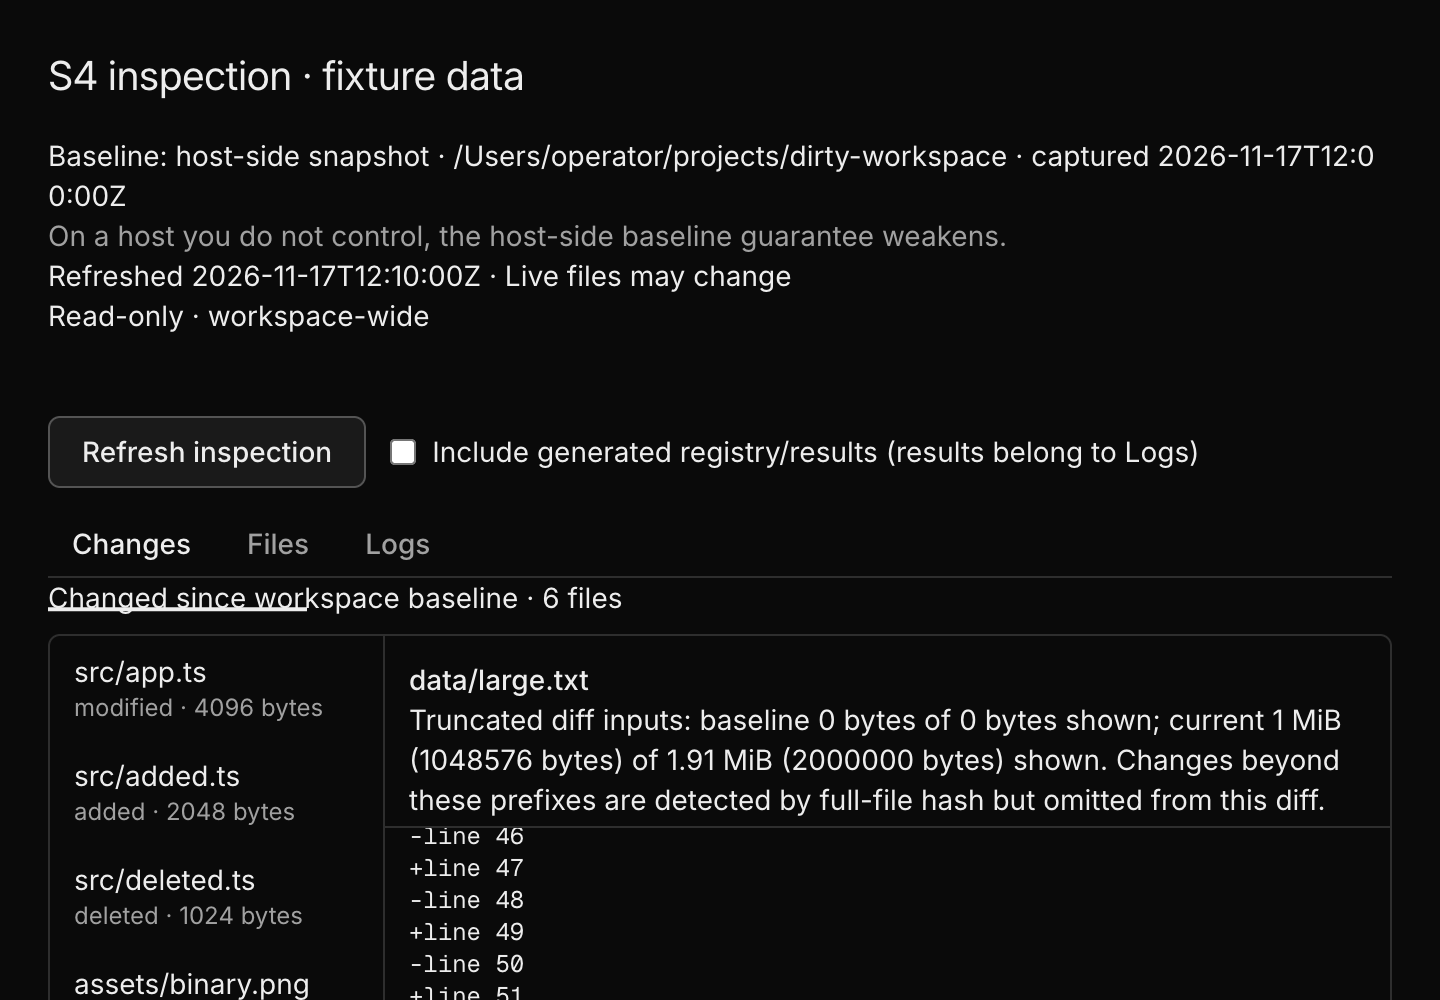 S4 inspection · fixture data
Baseline: host-side snapshot · /Users/operator/projects/dirty-workspace · captured 2026-11-17T12:0
0:00Z
On a host you do not control, the host-side baseline guarantee weakens.
Refreshed 2026-11-17T12:10:00Z · Live files may change
Read-only · workspace-wide
Refresh inspection
Include generated registry/results (results belong to Logs)
Changes Files Logs
Changed since workspace baseline · 6 files
src/app.ts
modified · 4096 bytes
src/added.ts
added · 2048 bytes
src/deleted.ts
deleted · 1024 bytes
assets/binary.png
data/large.txt
Truncated diff inputs: baseline 0 bytes of 0 bytes shown; current 1 MiB
(1048576 bytes) of 1.91 MiB (2000000 bytes) shown. Changes beyond
these prefixes are detected by full-file hash but omitted from this diff.
-line 46
+line 47
-line 48
+line 49
-line 50
+line 51